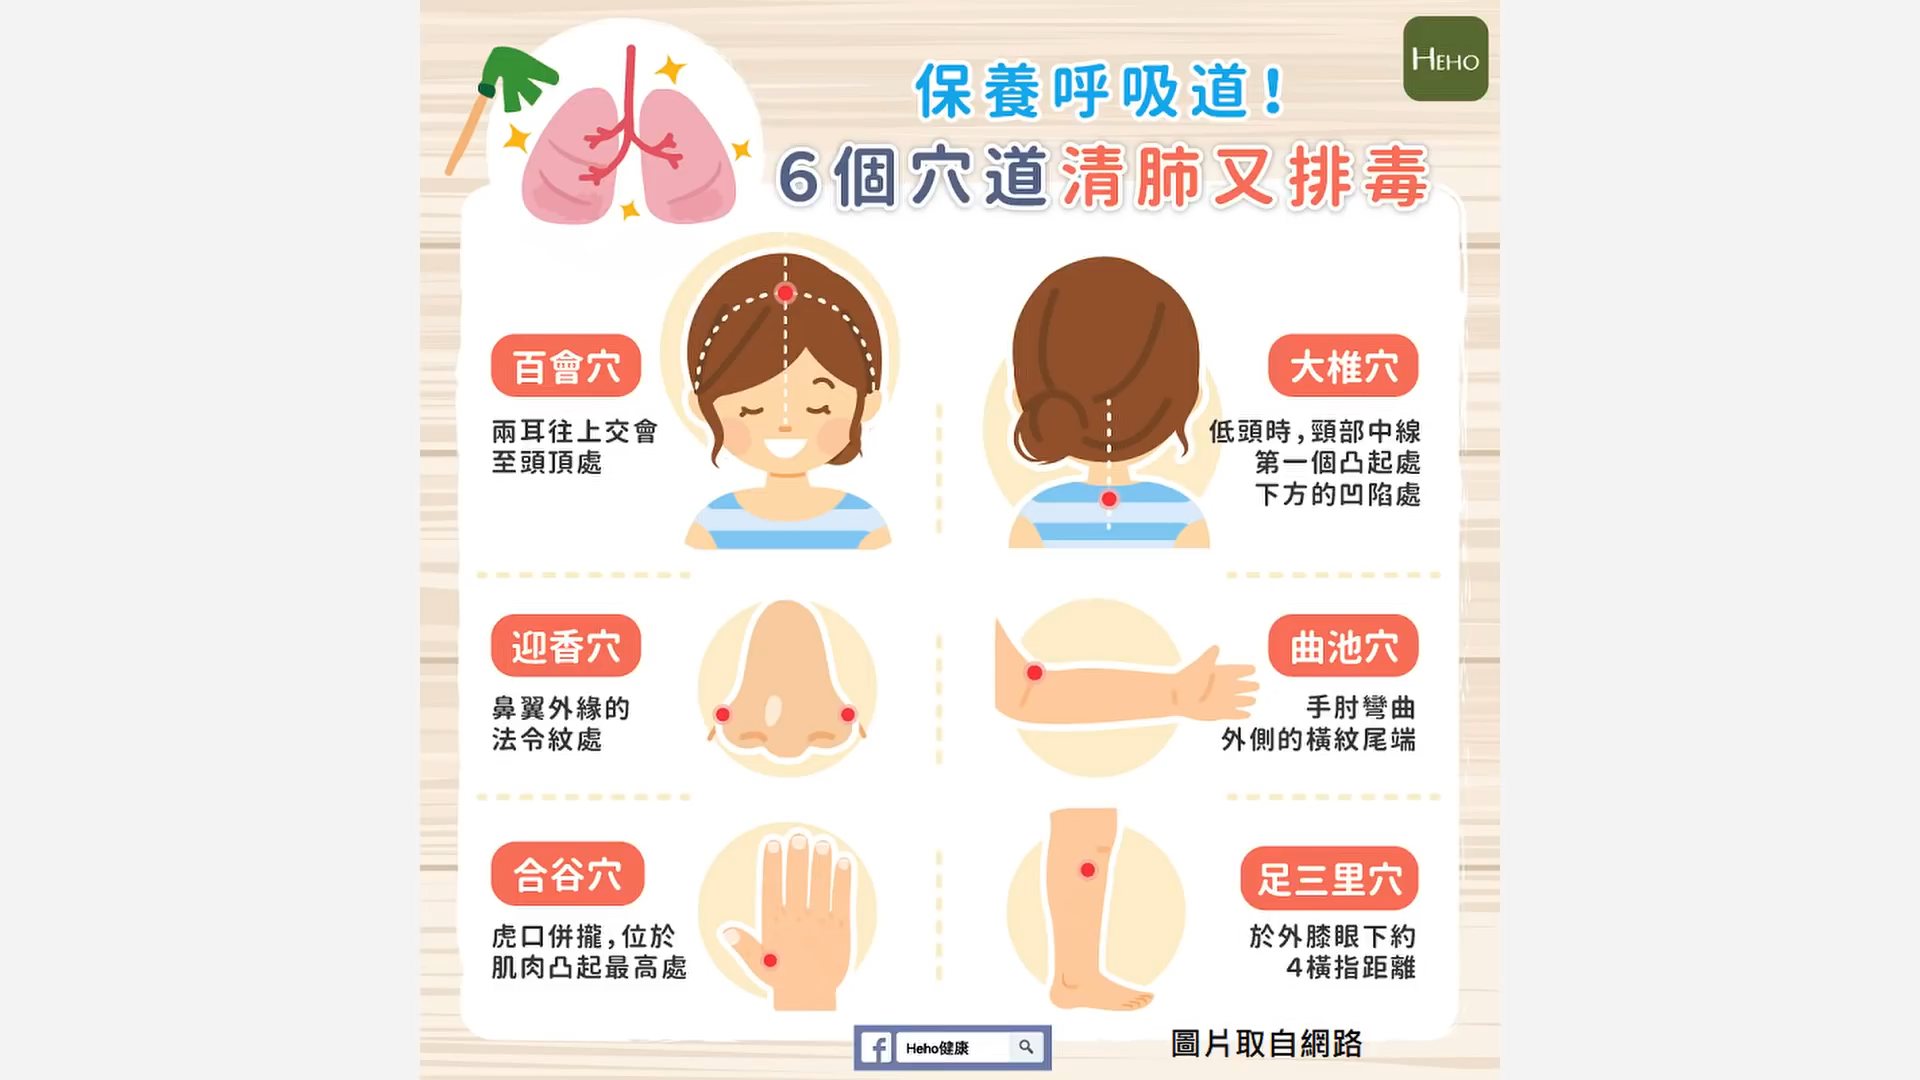 HEHO
保養呼吸道!
6個穴道清肺又排毒
百會穴
兩耳往上交會
至頭頂處
大椎穴
低頭時,頸部中線
第一個凸起處
下方的凹陷處
迎香穴
鼻翼外緣的
法令紋處
曲池穴
手肘彎曲
外側的橫紋尾端
合谷穴
虎口併攏,位於
肌肉凸起最高處
足三里穴
於外膝眼下約
4橫指距離
f Heho健康
圖片取自網路